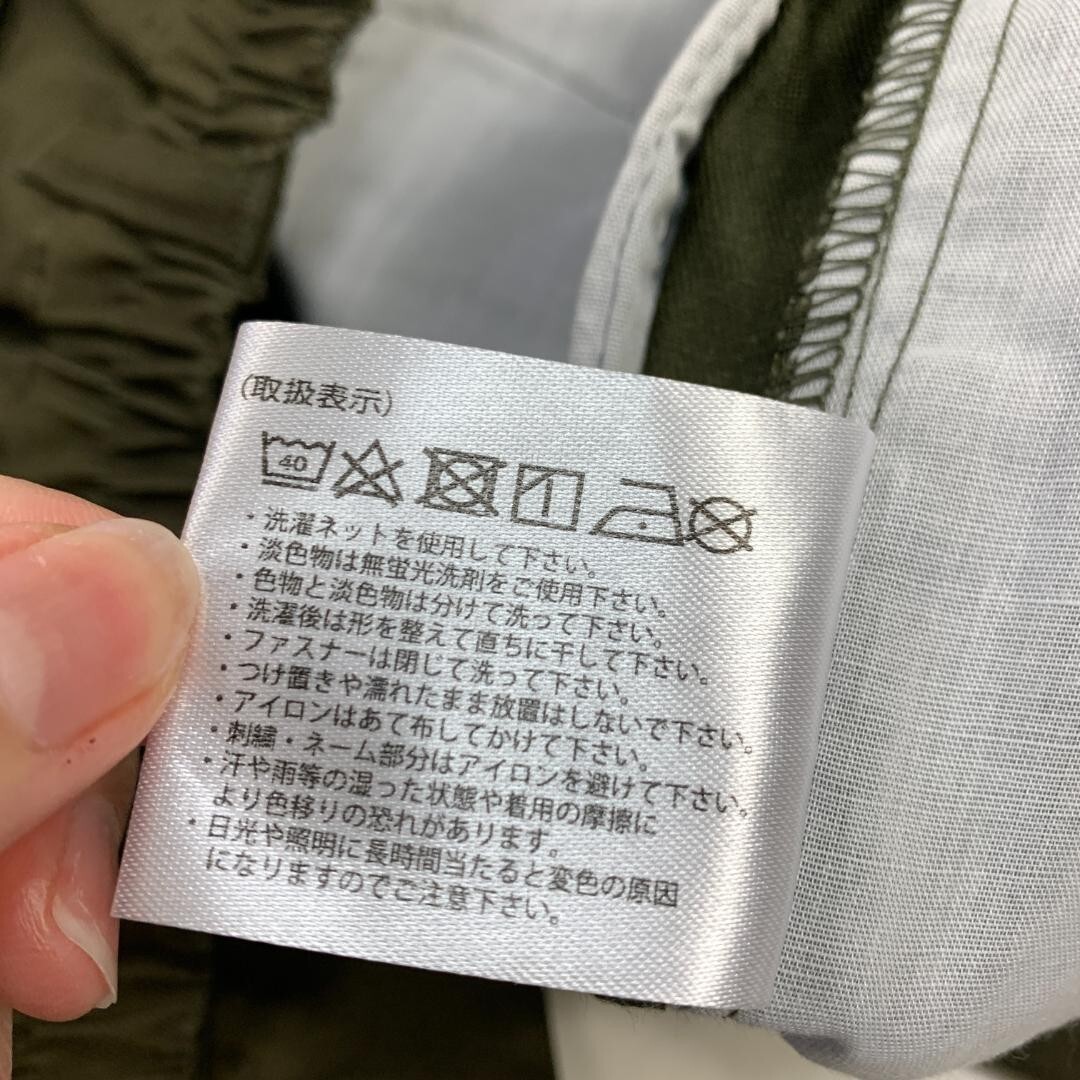 (取扱表示)
40
・洗濯ネットを使用して下さい。
・淡色物は無蛍光洗剤をご使用下さい。
・色物と淡色物は分けて洗って下さい。
・洗濯後は形を整えて直ちに干して下さい。
・ファスナーは閉じて洗って下さい。
・つけ置きや濡れたまま放置はしないで下さい。
・アイロンはあて布してかけて下さい。
・刺繍・ネーム部分はアイロンを避けて下さい。
・汗や雨等の湿った状態や着用の摩擦に
より色移りの恐れがあります。
・日光や照明に長時間当たると変色の原因
になりますのでご注意下さい。